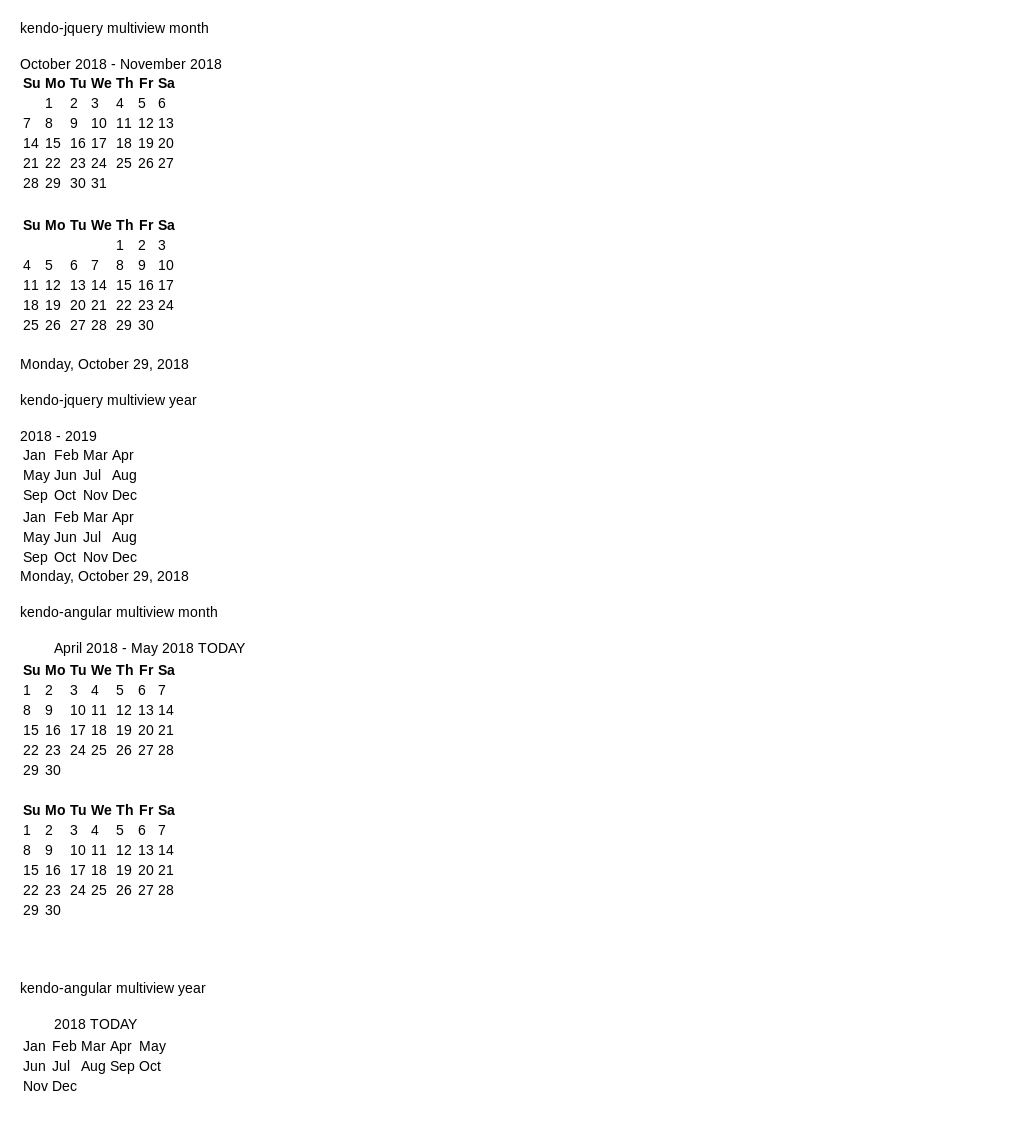 kendo-jquery multiview month
October 2018 - November 2018
Su Mo Tu We Th Fr Sa
1 2 3 4 5 6
7 8 9 10 11 12 13
14 15 16 17 18 19 20
21 22 23 24 25 26 27
28 29 30 31
Su Mo Tu We Th Fr Sa
1 2 3
4 5 6 7 8 9 10
11 12 13 14 15 16 17
18 19 20 21 22 23 24
25 26 27 28 29 30
Monday, October 29, 2018
kendo-jquery multiview year
2018 - 2019
Jan Feb Mar Apr
May Jun Jul Aug
Sep Oct Nov Dec
Jan Feb Mar Apr
May Jun Jul Aug
Sep Oct Nov Dec
Monday, October 29, 2018
kendo-angular multiview month
April 2018 - May 2018 TODAY
Su Mo Tu We Th Fr Sa
1 2 3 4 5 6 7
8 9 10 11 12 13 14
15 16 17 18 19 20 21
22 23 24 25 26 27 28
29 30
Su Mo Tu We Th Fr Sa
1 2 3 4 5 6 7
8 9 10 11 12 13 14
15 16 17 18 19 20 21
22 23 24 25 26 27 28
29 30
kendo-angular multiview year
2018 TODAY
Jan Feb Mar Apr May
Jun Jul Aug Sep Oct
Nov Dec